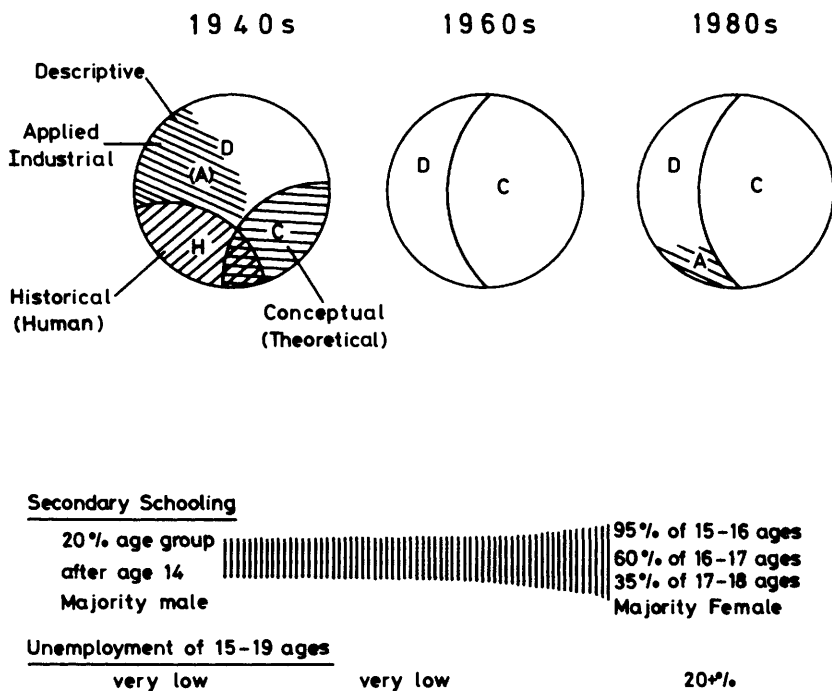 1940s 1960s 1980s
Descriptive
Applied
Industrial
D
(A)
H
C
Historical
(Human)
Conceptual
(Theoretical)
D
C
D
C
A
Secondary Schooling
20% age group
after age 14
Majority male
95% of 15-16 ages
60% of 16-17 ages
35% of 17-18 ages
Majority Female
Unemployment of 15-19 ages
very low very low 20+%